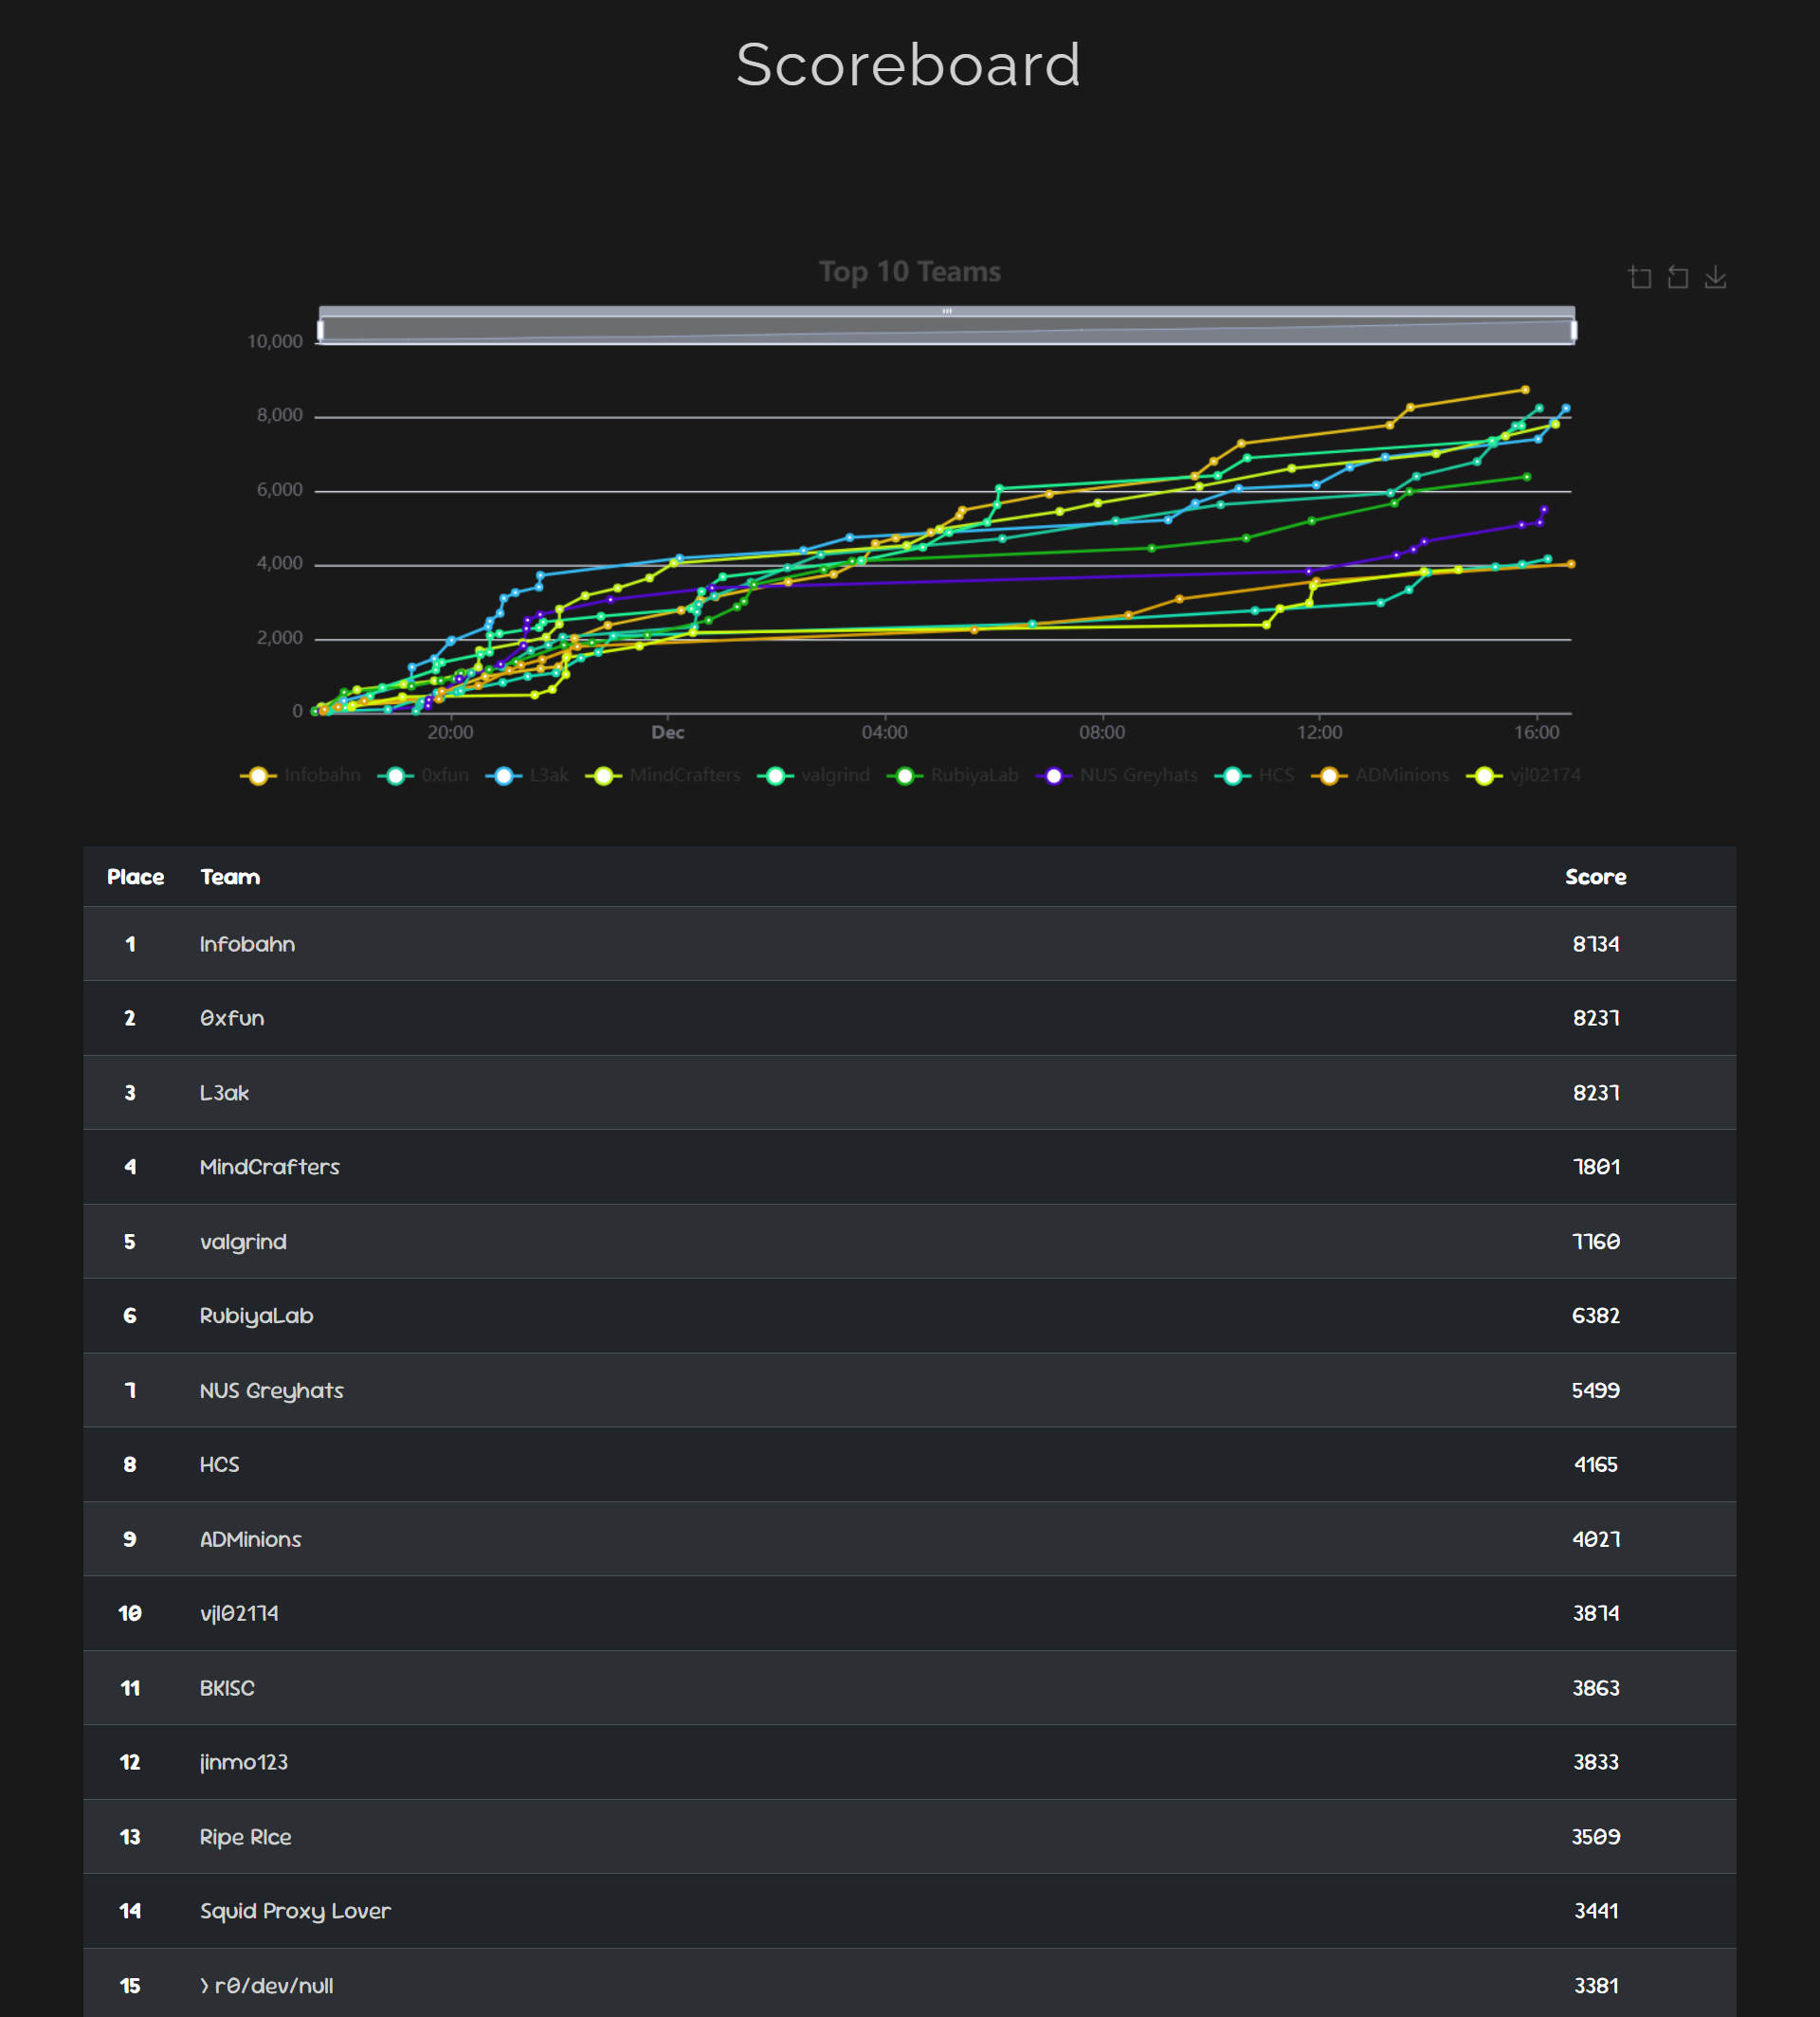 Scoreboard
Top 10 Teams
10,000
8,000
6,000
4,000
2,000
0
20:00 Dec 04:00 08:00 12:00 16:00
Infobahn 0xfun L3ak MindCrafters valgrind RubiyaLab NUS Greyhats HCS ADMinions vjl02174
Place Team Score
1 Infobahn 8734
2 0xfun 8237
3 L3ak 8237
4 MindCrafters 7801
5 valgrind 7760
6 RubiyaLab 6382
7 NUS Greyhats 5499
8 HCS 4165
9 ADMinions 4027
10 vjl02174 3874
11 BKISC 3863
12 jinmo123 3833
13 Ripe RIce 3509
14 Squid Proxy Lover 3441
15 > r0/dev/null 3381